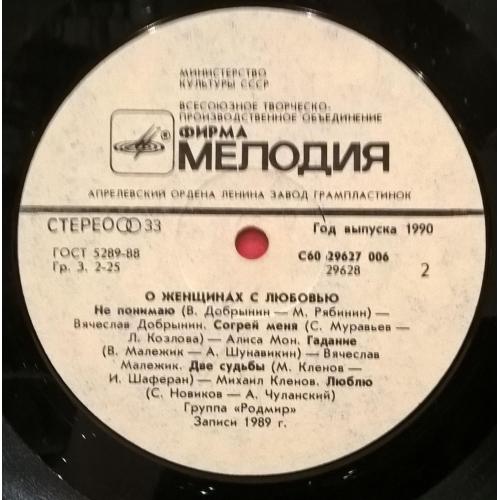 МИНИСТЕРСТВО
КУЛЬТУРЫ СССР
ВСЕСОЮЗНОЕ ТВОРЧЕСКО-
ПРОИЗВОДСТВЕННОЕ ОБЪЕДИНЕНИЕ
ФИРМА
® МЕЛОДИЯ
АПРЕЛЕВСКИЙ ОРДЕНА ЛЕНИНА ЗАВОД ГРАМПЛАСТИНОК
СТЕРЕО 33
Год выпуска 1990
ГОСТ 5289-88
С60 29627 006
Гр. 3. 2-25
29628
2
О ЖЕНЩИНАХ С ЛЮБОВЬЮ
Не понимаю (В. Добрынин — М. Рябинин) —
Вячеслав Добрынин. Согрей меня (С. Муравьев —
Л. Козлова) — Алиса Мон. Гадание
(В. Малежик — А. Шунавикин) — Вячеслав
Малежик. Две судьбы (М. Кленов —
И. Шаферан) — Михаил Кленов. Люблю
(С. Новиков — А. Чуланский)
Группа «Родмир»
Записи 1989 г.